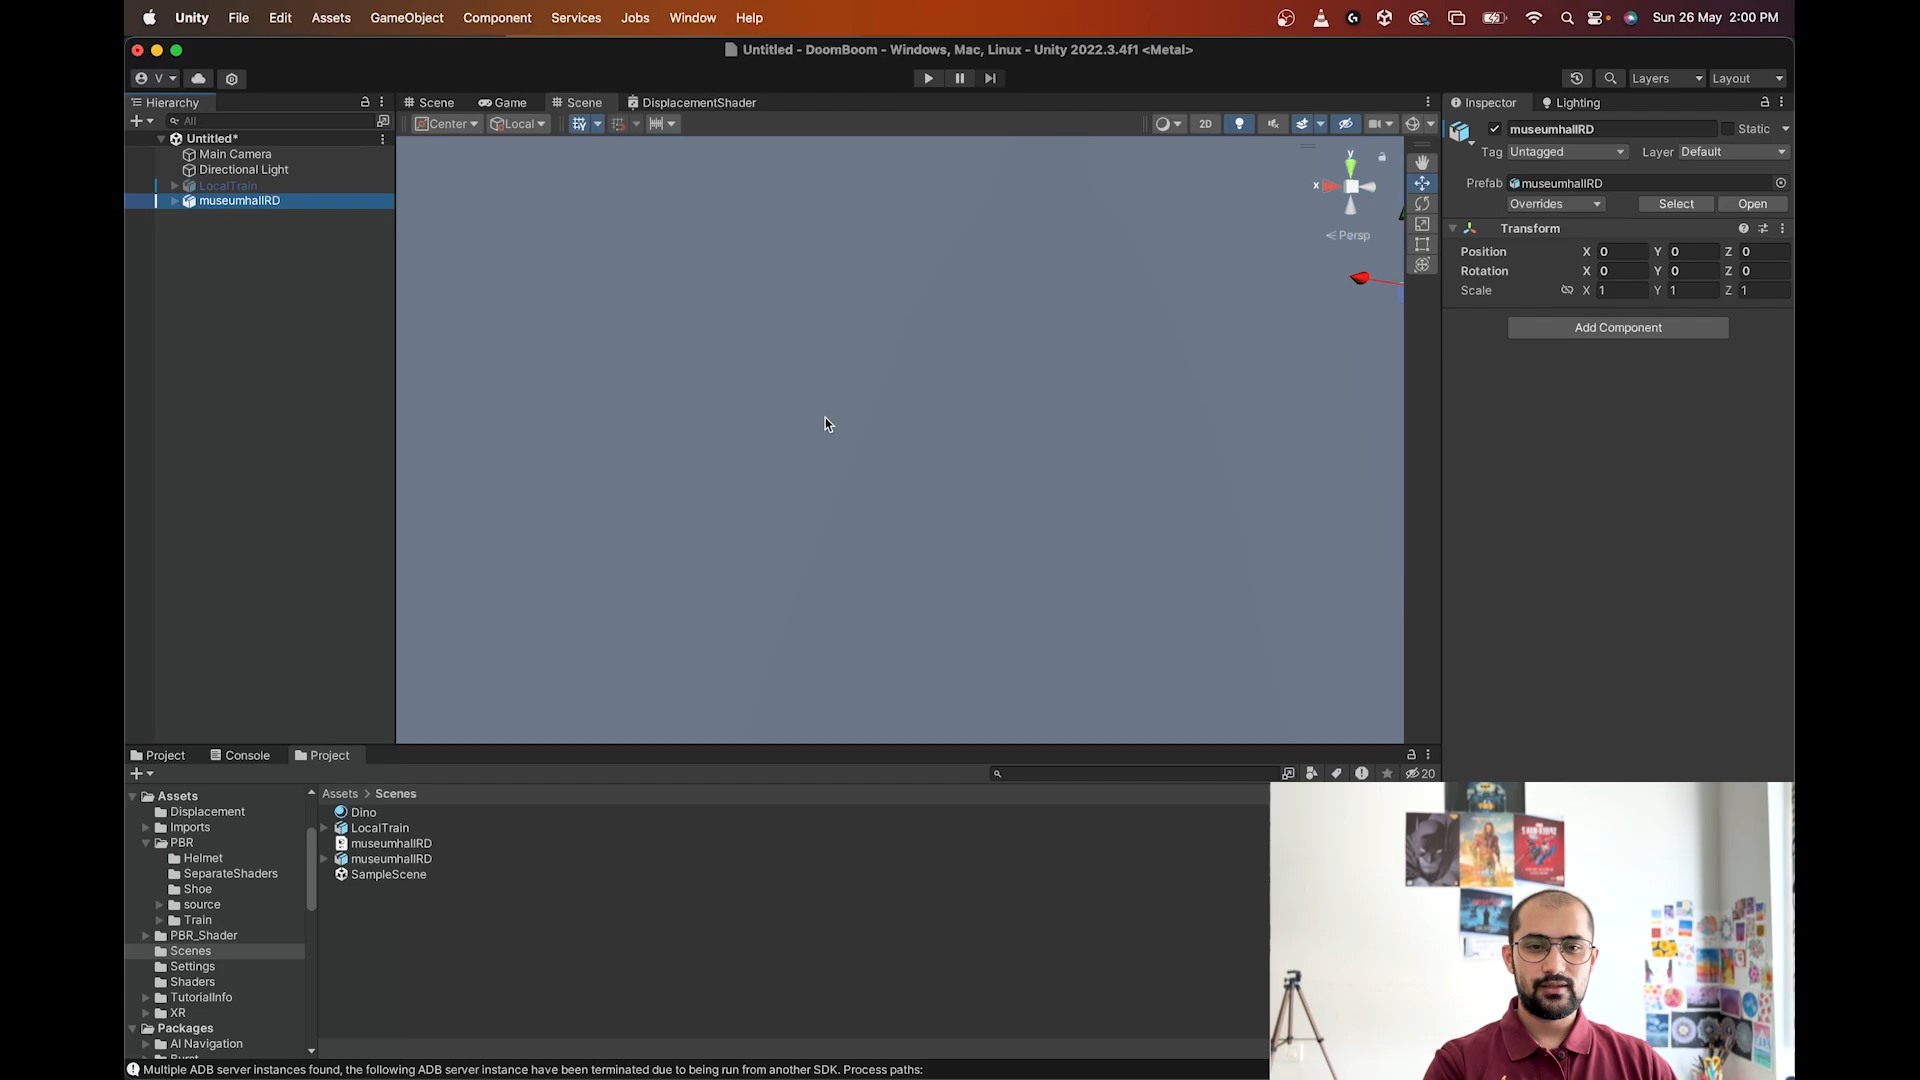 Unity File Edit Assets GameObject Component Services Jobs Window Help Sun 26 May 2:00 PM
Untitled - DoomBoom - Windows, Mac, Linux - Unity 2022.3.4f1 <Metal>
V Layers Layout
Hierarchy Scene Game Scene DisplacementShader Inspector Lighting
All Center Local 2D museumhallRD Static
Untitled*
Main Camera
Directional Light
LocalTrain
museumhallRD
y
x
Persp
Tag Untagged Layer Default
Prefab museumhallRD
Overrides Select Open
Transform
Position X 0 Y 0 Z 0
Rotation X 0 Y 0 Z 0
Scale X 1 Y 1 Z 1
Add Component
Project Console Project
20
Assets
Displacement
Imports
PBR
Helmet
SeparateShaders
Shoe
source
Train
PBR_Shader
Scenes
Settings
Shaders
TutorialInfo
XR
Packages
AI Navigation
Assets > Scenes
Dino
LocalTrain
museumhallRD
museumhallRD
SampleScene
Multiple ADB server instances found, the following ADB server instance have been terminated due to being run from another SDK. Process paths: